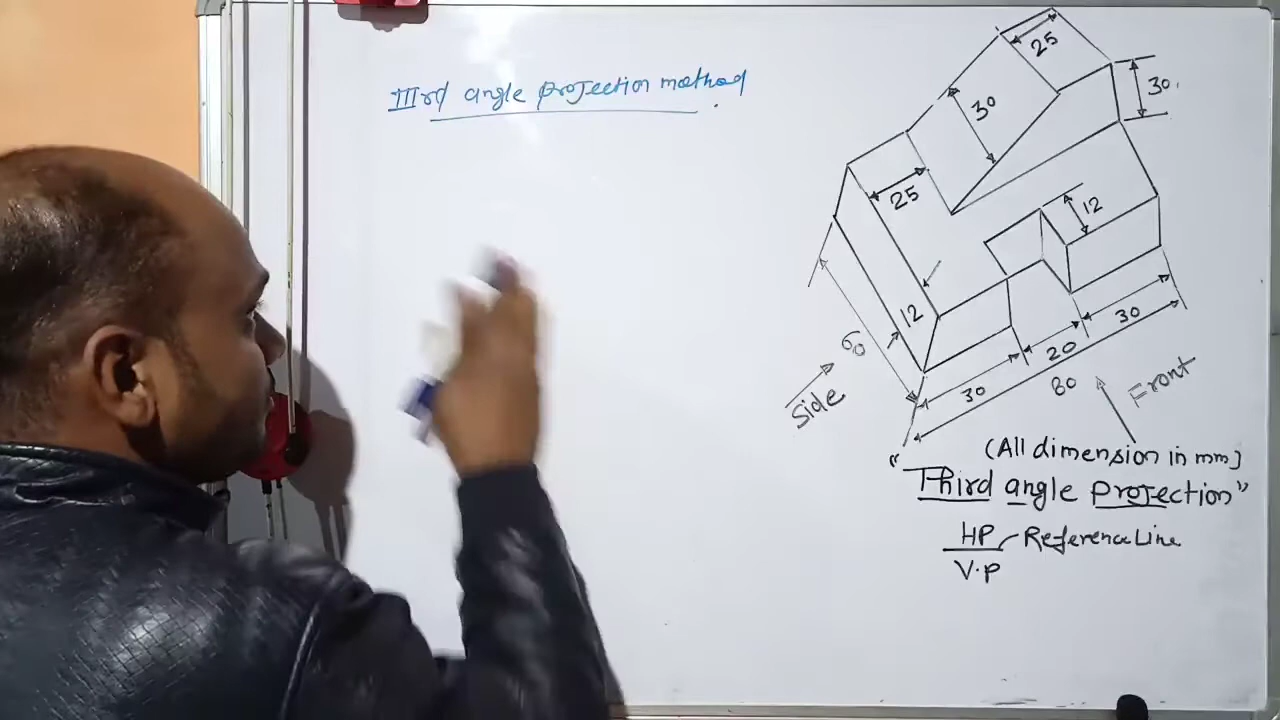 IIIrd angle projection method.
25
30
30.
25
12
12
60
30
20
30
80
Side
Front
(All dimension in mm)
"Third angle projection"
HP
Reference Line
V.P